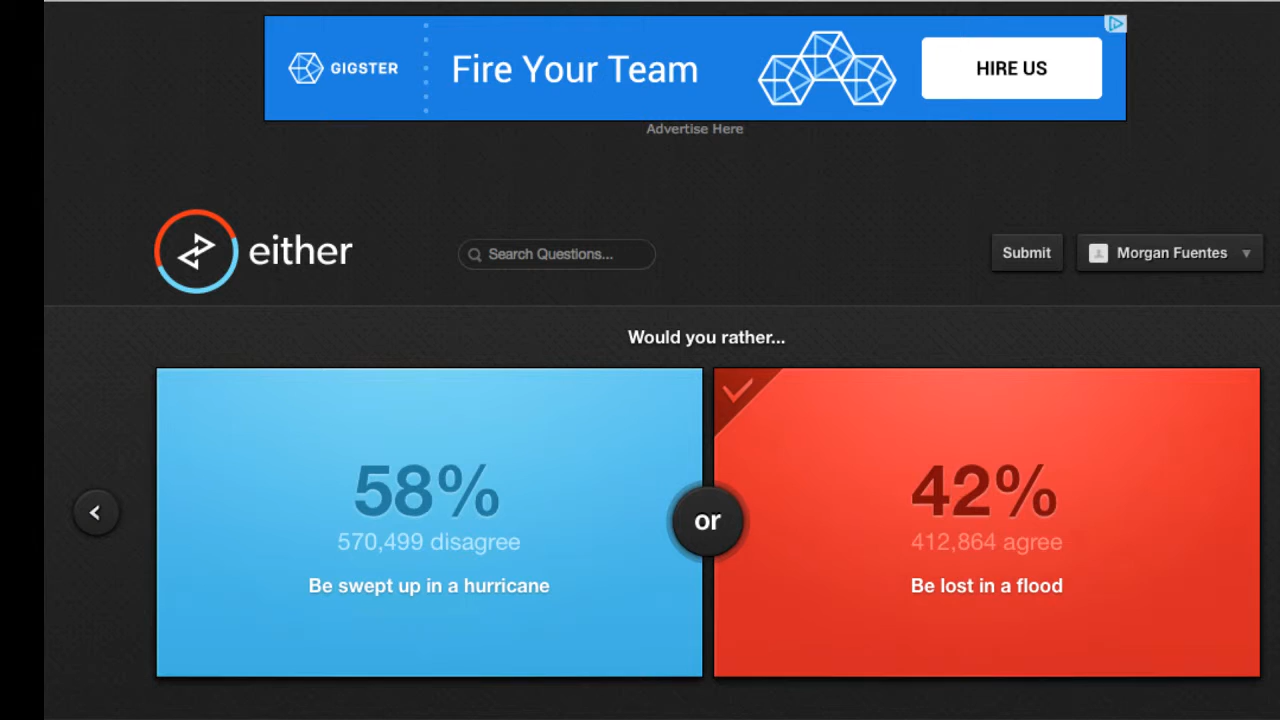 GIGSTER
Fire Your Team
HIRE US
Advertise Here
either
Search Questions...
Submit
Morgan Fuentes
Would you rather...
58%
570,499 disagree
Be swept up in a hurricane
or
42%
412,864 agree
Be lost in a flood